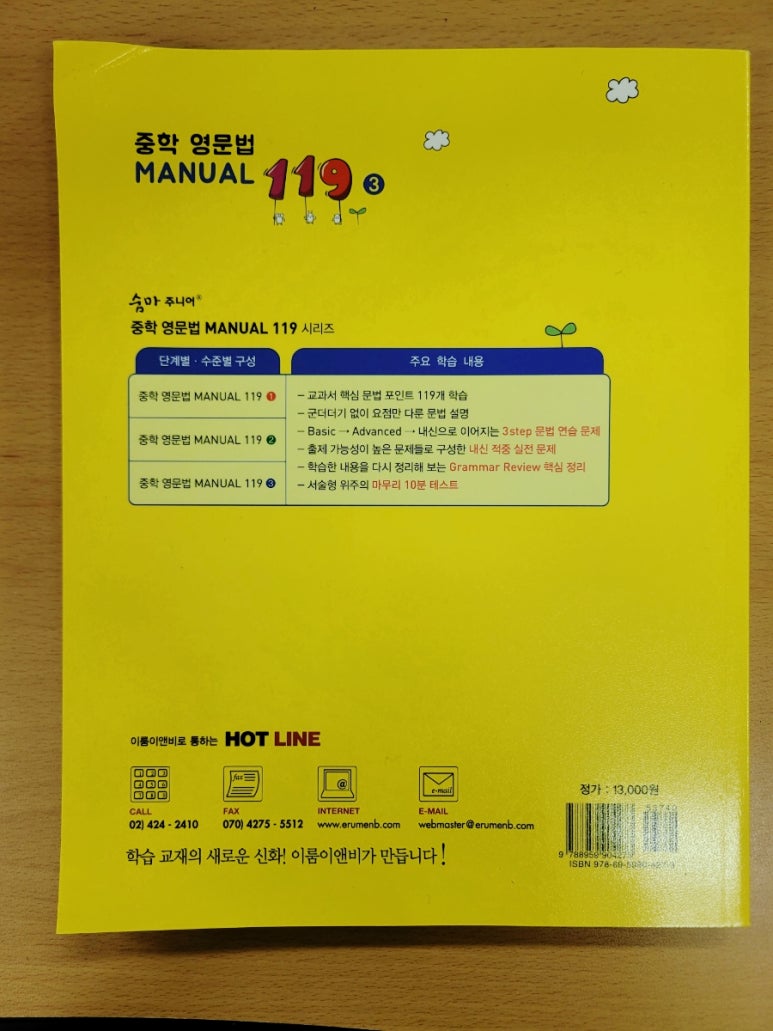 중학 영문법
MANUAL 119 3
숨마 주니어®
중학 영문법 MANUAL 119 시리즈
단계별 · 수준별 구성
주요 학습 내용
중학 영문법 MANUAL 119 1
중학 영문법 MANUAL 119 2
중학 영문법 MANUAL 119 3
– 교과서 핵심 문법 포인트 119개 학습
– 군더더기 없이 요점만 다룬 문법 설명
– Basic → Advanced → 내신으로 이어지는 3step 문법 연습 문제
– 출제 가능성이 높은 문제들로 구성한 내신 적중 실전 문제
– 학습한 내용을 다시 정리해 보는 Grammar Review 핵심 정리
– 서술형 위주의 마무리 10분 테스트
이룸이앤비로 통하는 HOT LINE
fax
@
e-mail
CALL
02) 424 - 2410
FAX
070) 4275 - 5512
INTERNET
www.erumenb.com
E-MAIL
webmaster@erumenb.com
학습 교재의 새로운 신화! 이룸이앤비가 만듭니다!
정가 : 13,000원
53740
ISBN